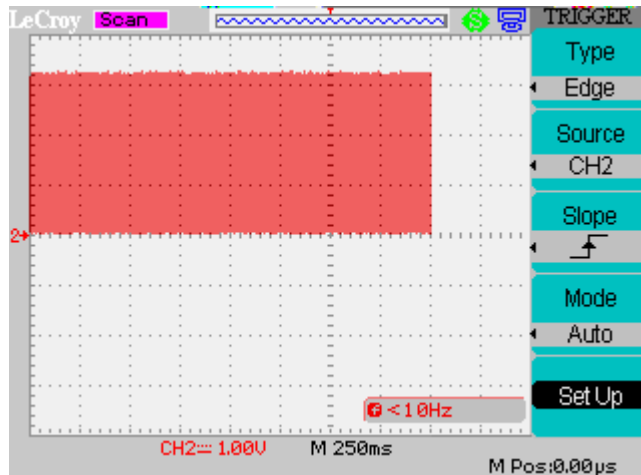 LeCroy Scan TRIGGER
Type
Edge
Source
CH2
Slope
Mode
Auto
Set Up
2
<10Hz
CH2 1.00V M 250ms
M Pos:0.00µs